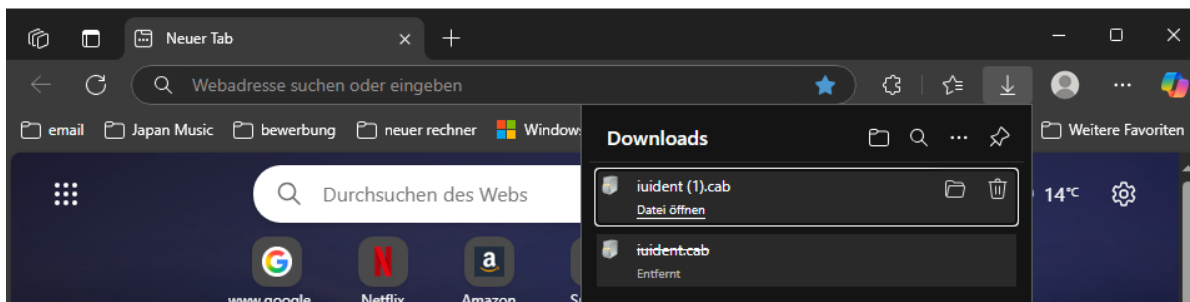 Neuer Tab
Webadresse suchen oder eingeben
email Japan Music bewerbung neuer rechner Window Weitere Favoriten
Downloads
iuident (1).cab
Datei öffnen
iuident.cab
Entfernt
Durchsuchen des Webs
14°C
www.google Netflix Amazon